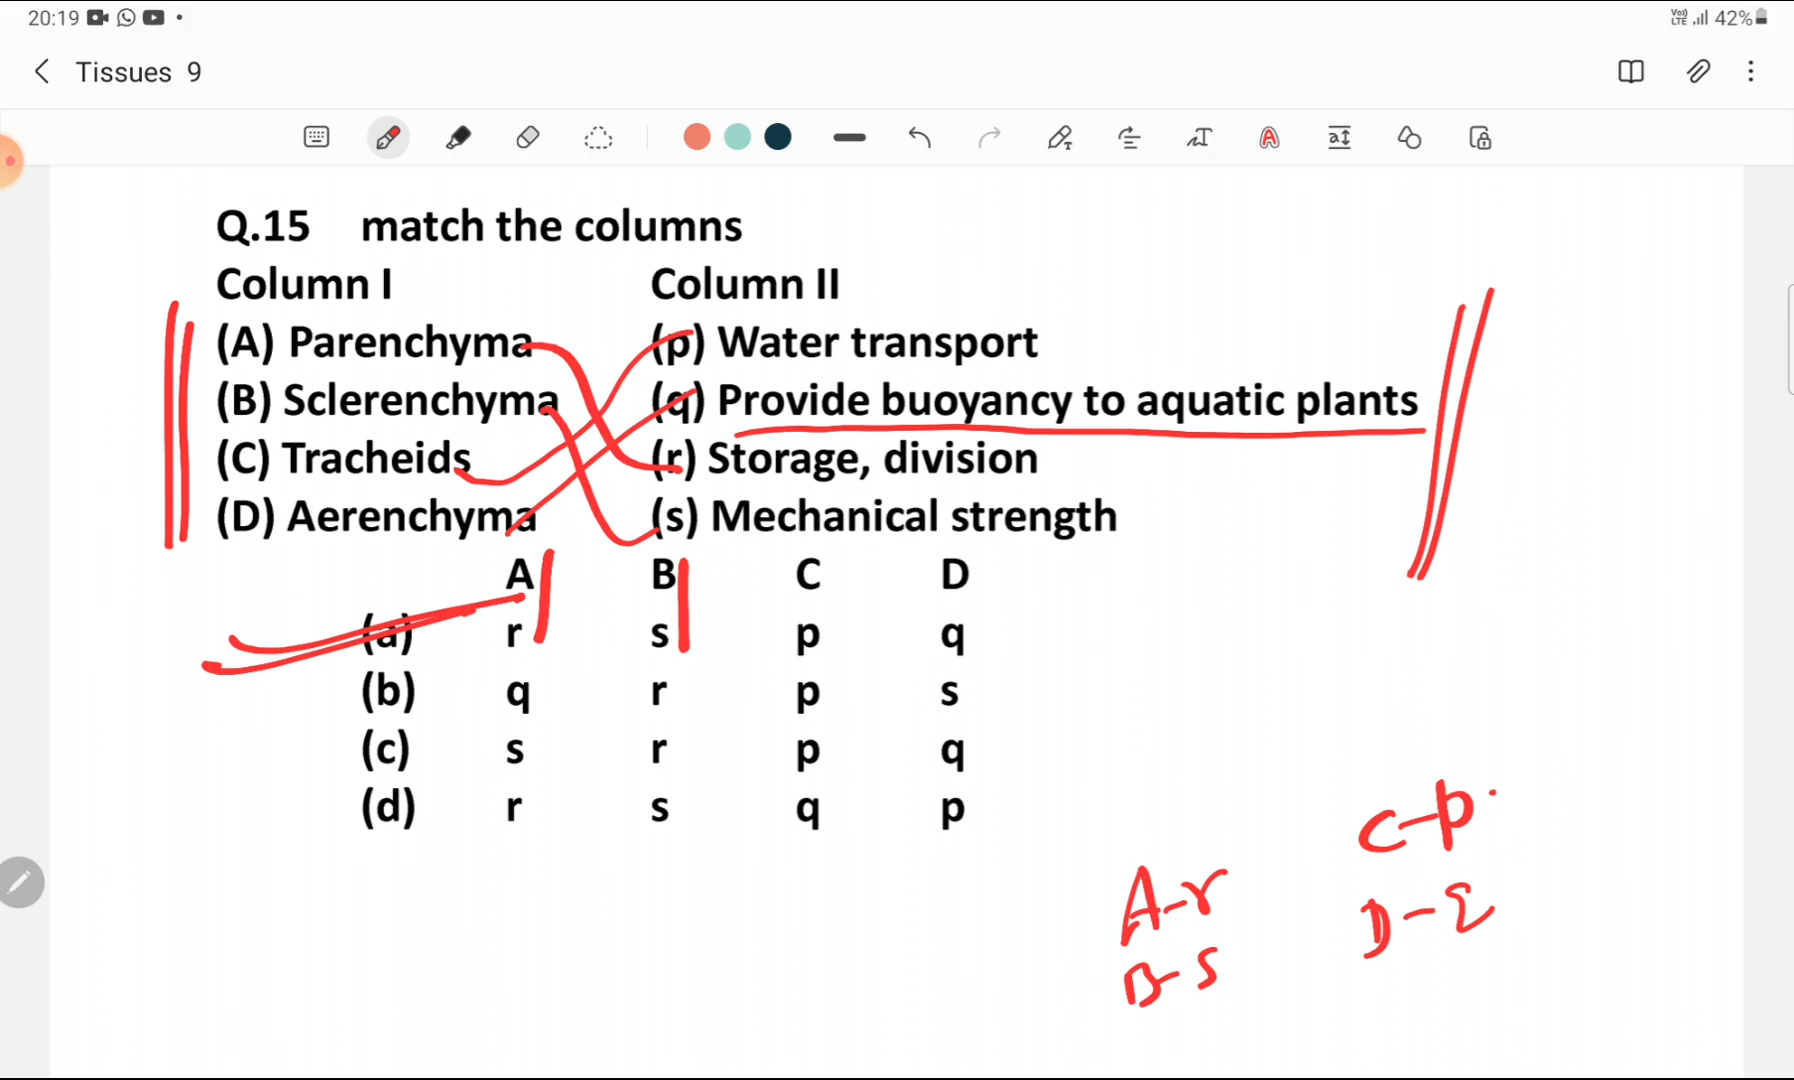 20:19
VoLTE 42%
Tissues 9
Q.15 match the columns
Column I Column II
(A) Parenchyma (p) Water transport
(B) Sclerenchyma (q) Provide buoyancy to aquatic plants
(C) Tracheids (r) Storage, division
(D) Aerenchyma (s) Mechanical strength
A B C D
(a) r s p q
(b) q r p s
(c) s r p q
(d) r s q p
C-p
A-r
D-q
B-s